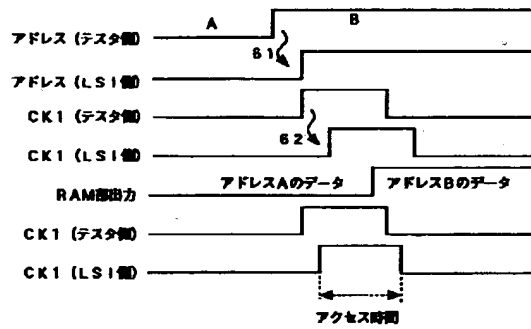 A B
アドレス (テスタ側)
61
アドレス (LSI側)
CK1 (テスタ側)
62
CK1 (LSI側)
アドレスAのデータ アドレスBのデータ
RAM部出力
CK1 (テスタ側)
CK1 (LSI側)
アクセス時間